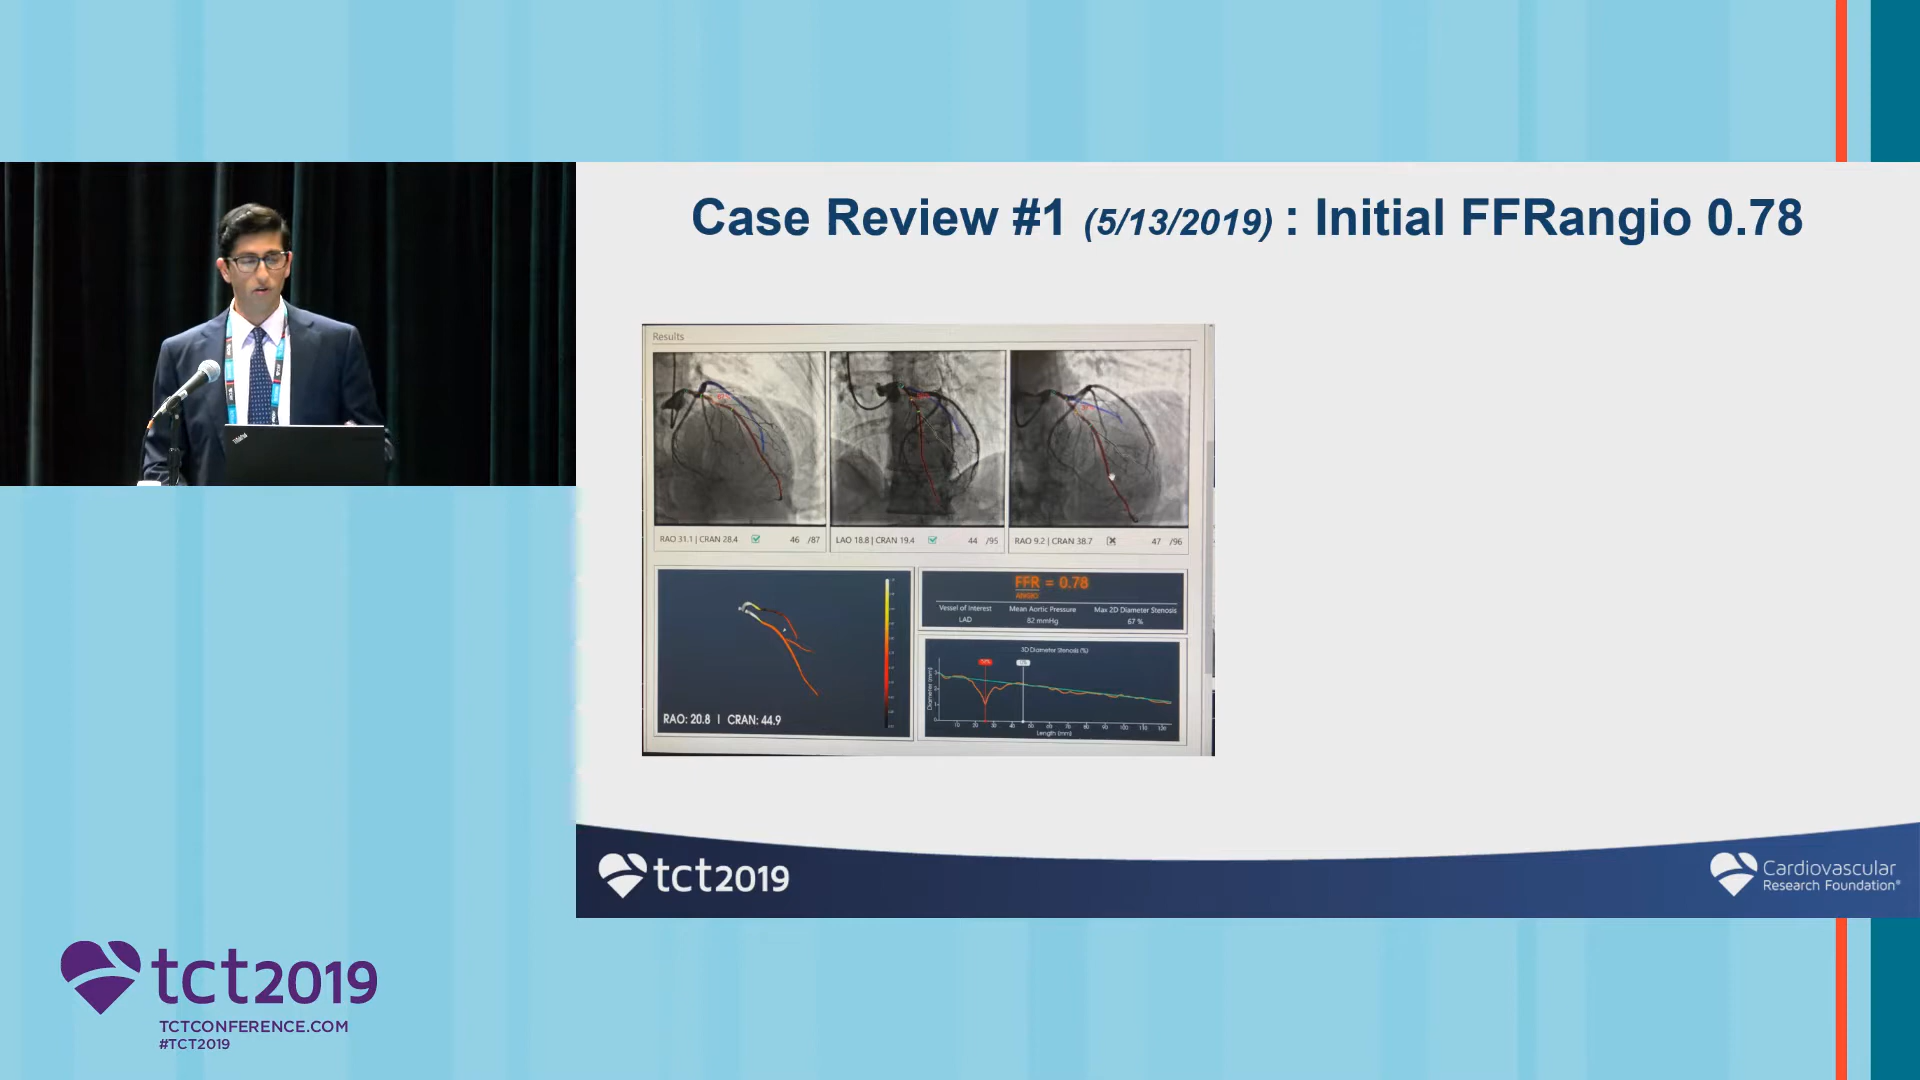 Case Review #1 (5/13/2019) : Initial FFRangio 0.78
Results
RAO 31.1 | CRAN 28.4 46 /87
LAO 18.8 | CRAN 19.4 44 /95
RAO 9.2 | CRAN 38.7 47 /96
FFR = 0.78
ANGIO
Vessel of Interest Mean Aortic Pressure Max 2D Diameter Stenosis
LAD 82 mmHg 67 %
RAO: 20.8 | CRAN: 44.9
3D Diameter Stenosis (%)
Diameter (mm)
Length (mm)
tct2019
Cardiovascular
Research Foundation®
tct2019
TCTCONFERENCE.COM
#TCT2019